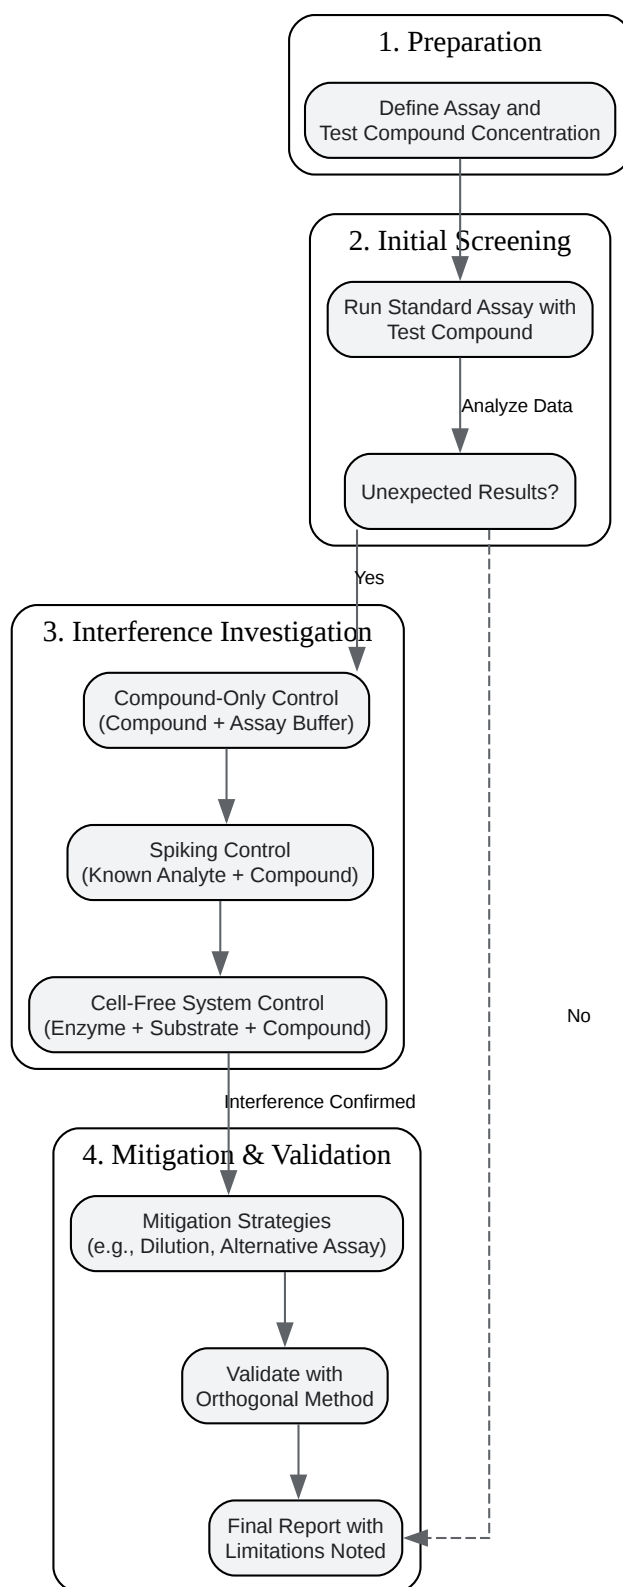 1. Preparation
Define Assay and
Test Compound Concentration
2. Initial Screening
Run Standard Assay with
Test Compound
Analyze Data
Unexpected Results?
Yes
3. Interference Investigation
Compound-Only Control
(Compound + Assay Buffer)
Spiking Control
(Known Analyte + Compound)
Cell-Free System Control
(Enzyme + Substrate + Compound)
No
Interference Confirmed
4. Mitigation & Validation
Mitigation Strategies
(e.g., Dilution, Alternative Assay)
Validate with
Orthogonal Method
Final Report with
Limitations Noted